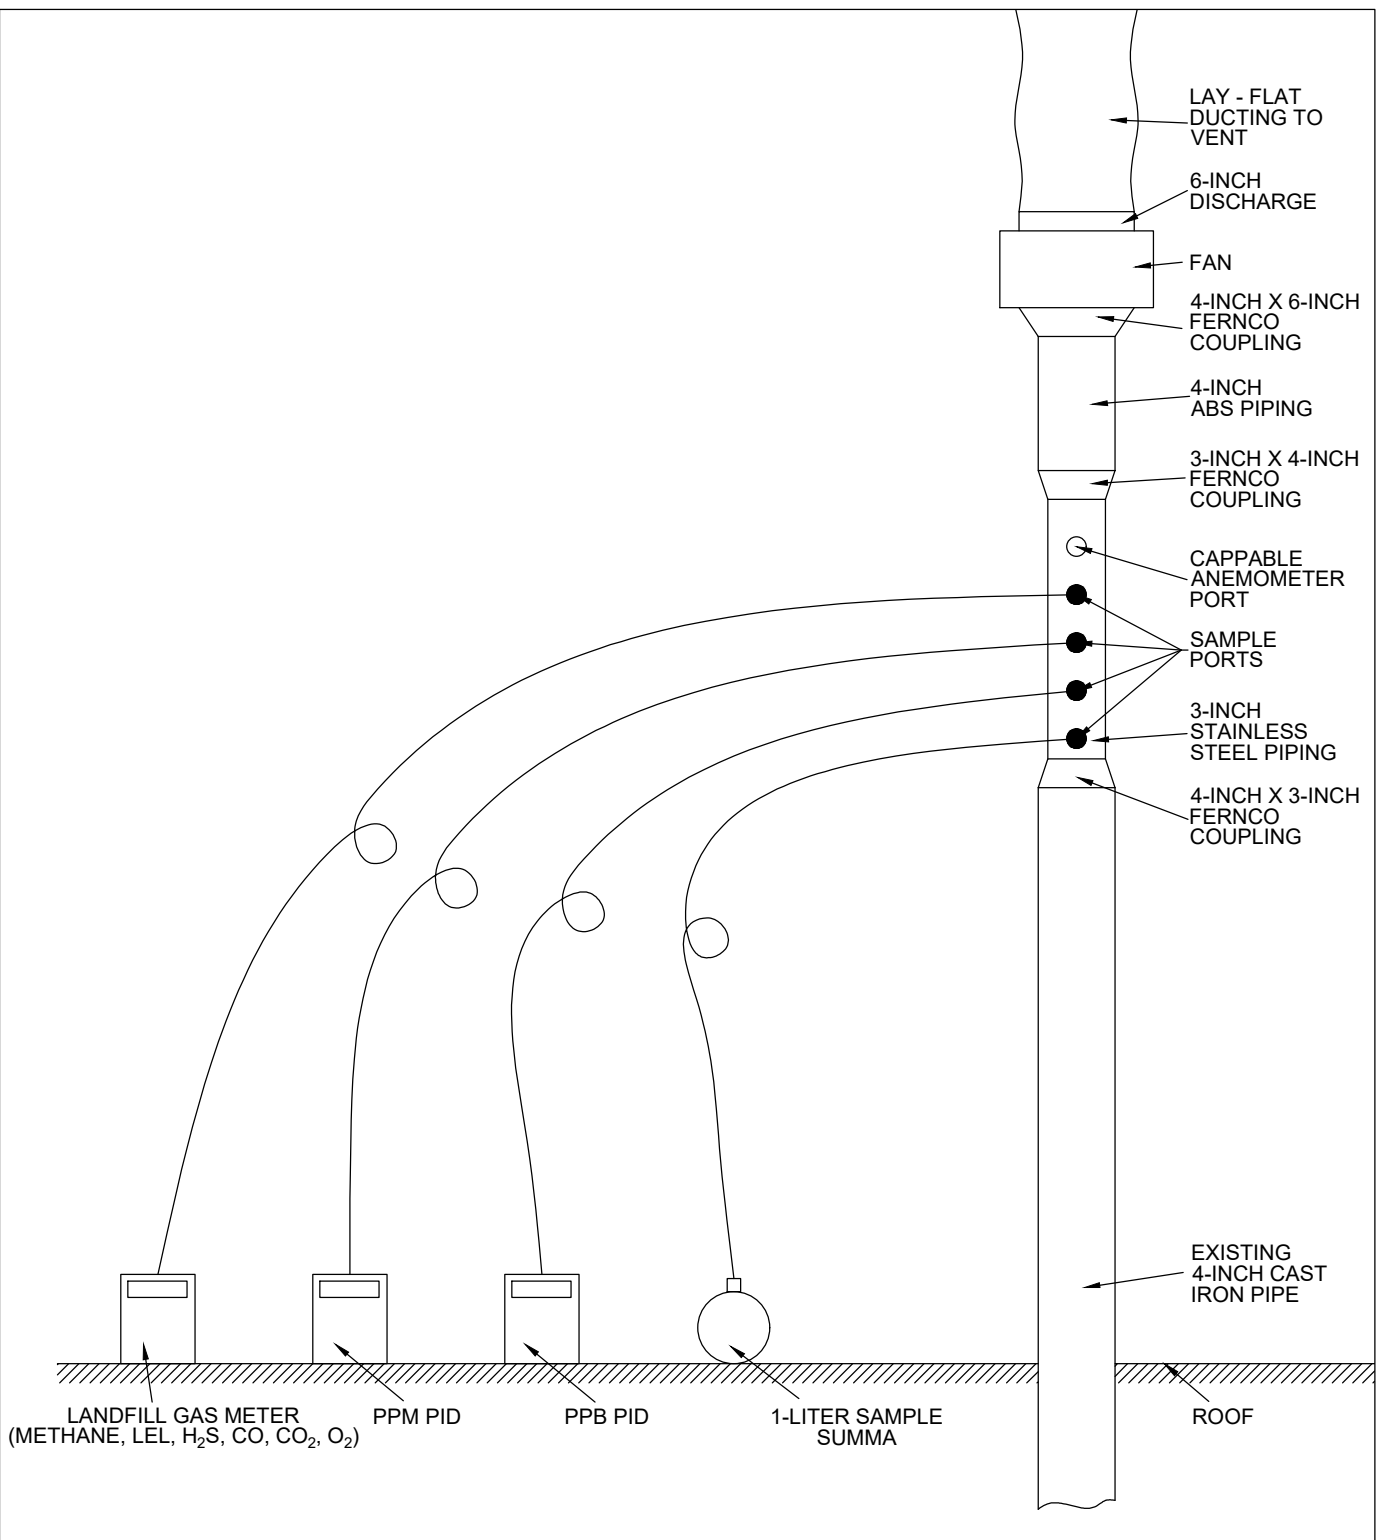 LAY - FLAT
DUCTING TO
VENT
6-INCH
DISCHARGE
FAN
4-INCH X 6-INCH
FERNCO
COUPLING
4-INCH
ABS PIPING
3-INCH X 4-INCH
FERNCO
COUPLING
CAPPABLE
ANEMOMETER
PORT
SAMPLE
PORTS
3-INCH
STAINLESS
STEEL PIPING
4-INCH X 3-INCH
FERNCO
COUPLING
EXISTING
4-INCH CAST
IRON PIPE
LANDFILL GAS METER
(METHANE, LEL, H₂S, CO, CO₂, O₂)
PPM PID
PPB PID
1-LITER SAMPLE
SUMMA
ROOF